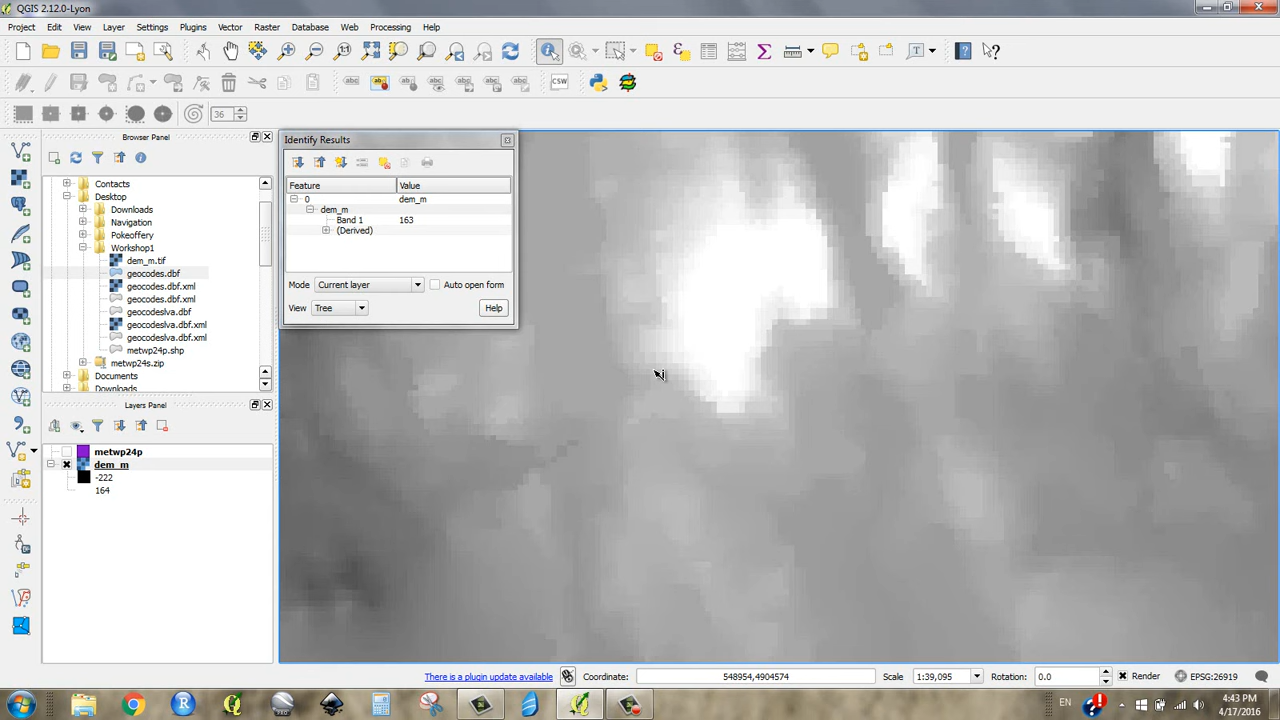 QGIS 2.12.0-Lyon
Project Edit View Layer Settings Plugins Vector Raster Database Web Processing Help
CSW
36
Browser Panel
Contacts
Desktop
Downloads
Navigation
Pokeoffery
Workshop1
dem_m.tif
geocodes.dbf
geocodes.dbf.xml
geocodes.dbf.xml
geocodeslva.dbf
geocodeslva.dbf.xml
geocodeslva.dbf.xml
metwp24p.shp
metwp24s.zip
Documents
Downloads
Layers Panel
metwp24p
dem_m
-222
164
Identify Results
Feature Value
0 dem_m
dem_m
Band 1 163
(Derived)
Mode Current layer Auto open form
View Tree Help
There is a plugin update available Coordinate: 548954,4904574 Scale 1:39,095 Rotation: 0.0 Render EPSG:26919
EN 4:43 PM
4/17/2016